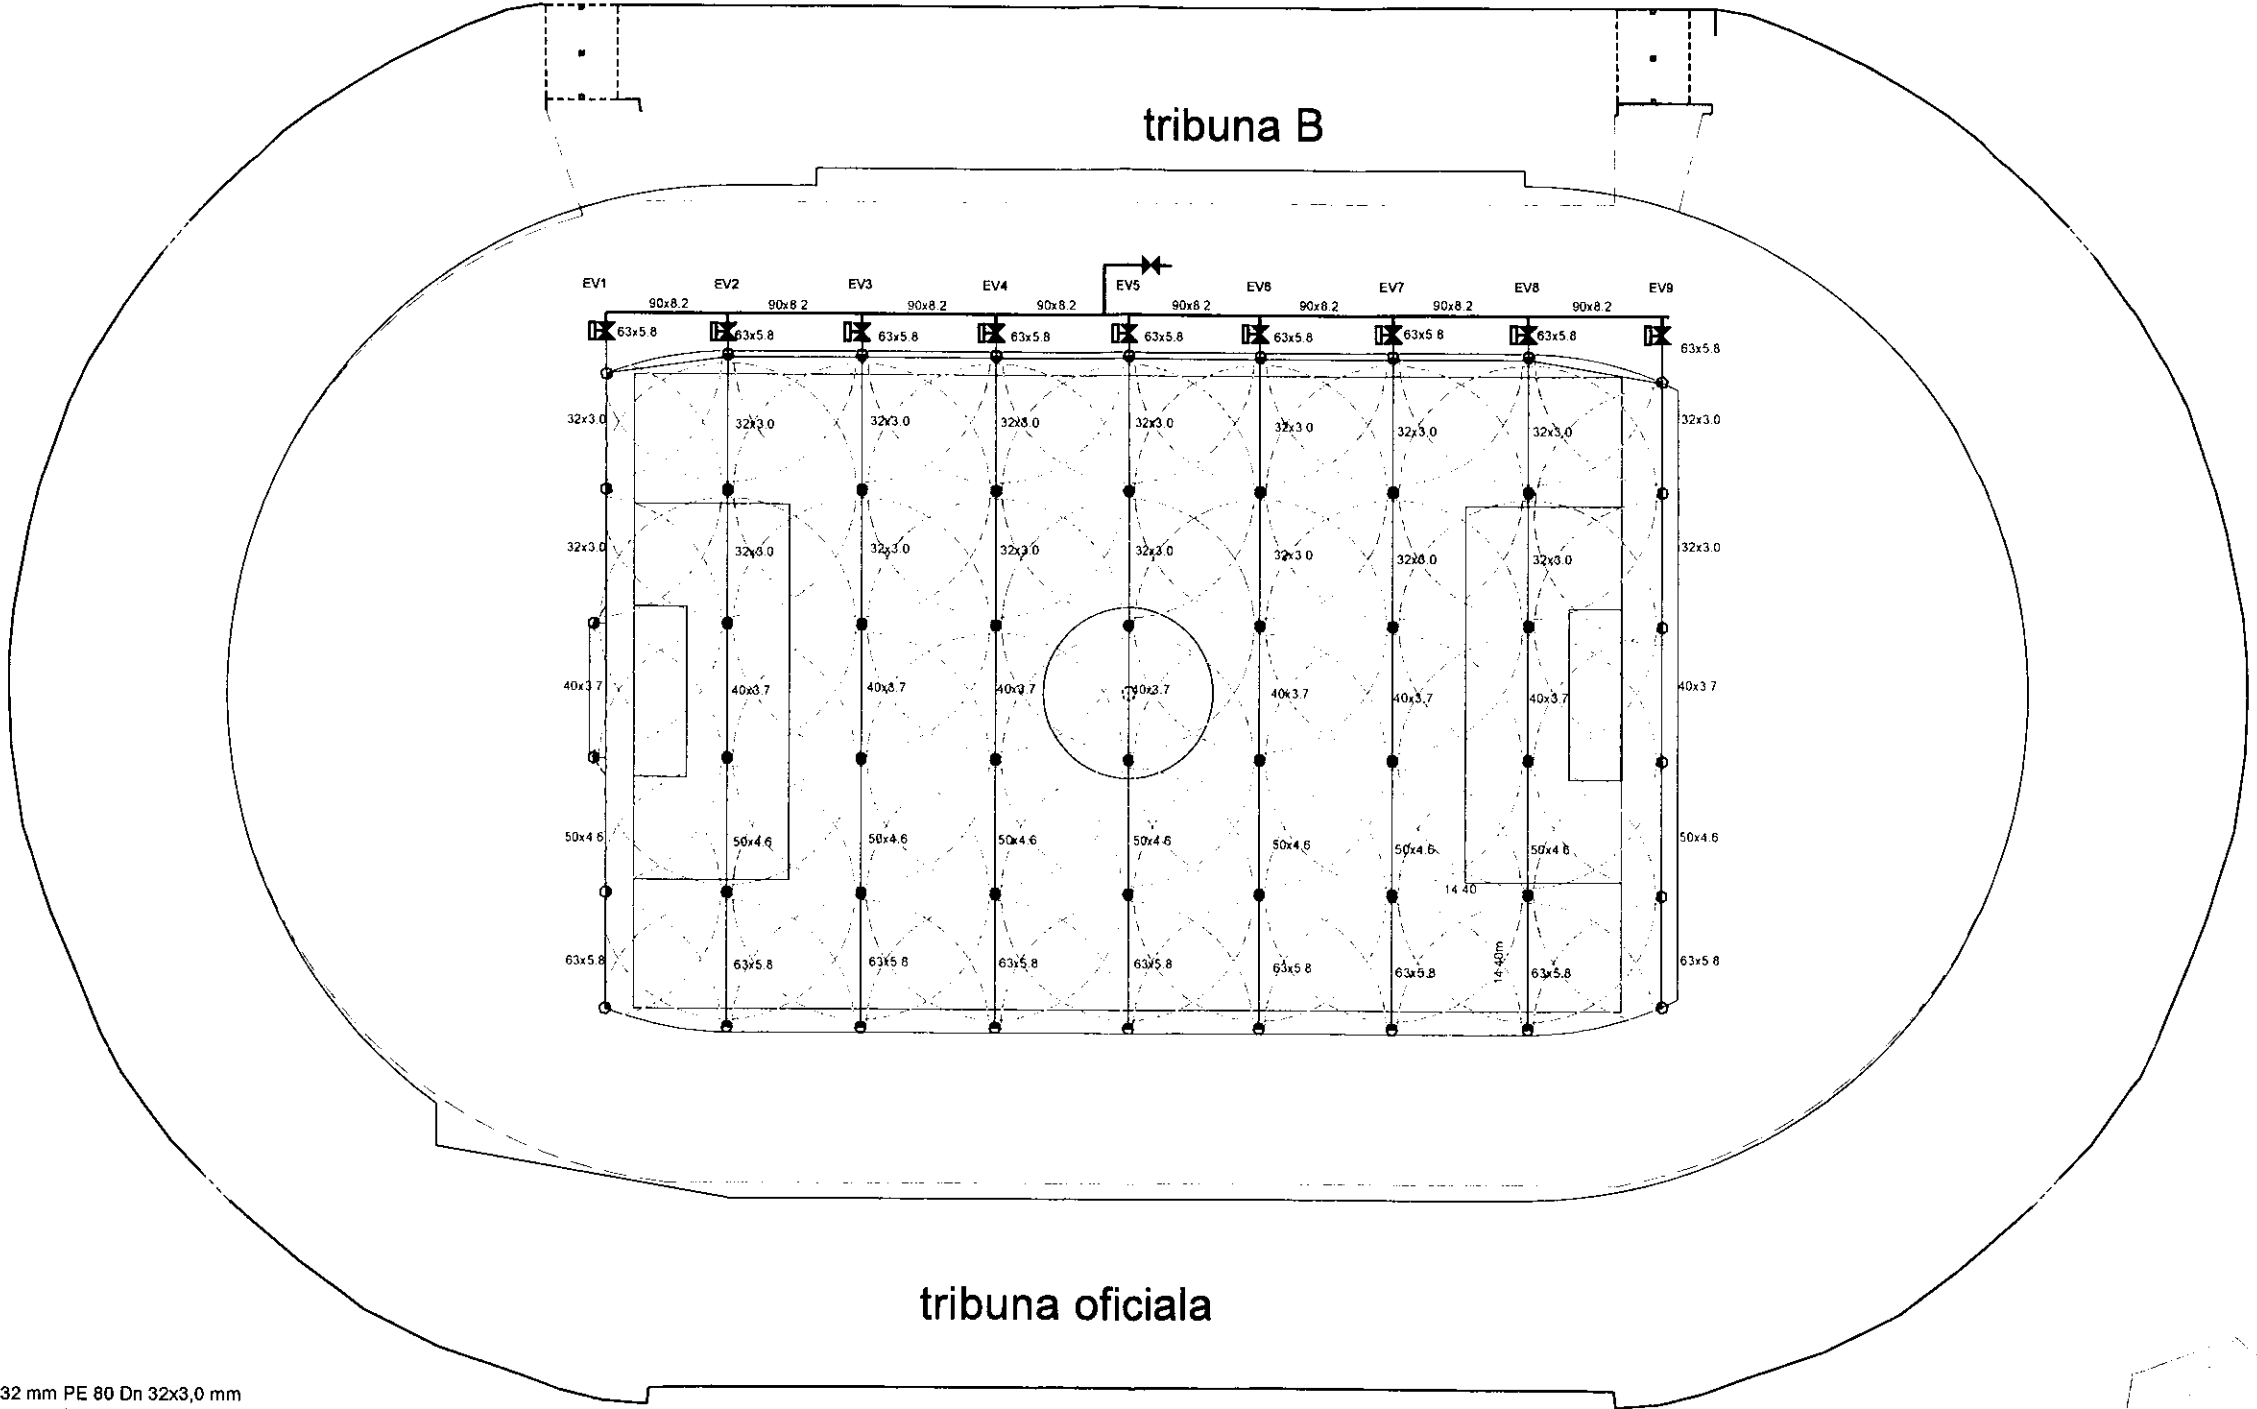 tribuna B
EV1 EV2 EV3 EV4 EV5 EV6 EV7 EV8 EV9
90x8.2 90x8 2 90x8.2 90x8.2 90x8.2 90x8.2 90x8.2 90x8.2
63x5.8 63x5.8 63x5.8 63x5.8 63x5.8 63x5.8 63x5 8 63x5.8 63x5.8
32x3.0 32x3.0 32x3.0 32x3.0 32x3.0 32x3 0 32x3.0 32x3.0 32x3.0
32x3.0 32x3.0 32x3.0 32x3.0 32x3.0 32x3.0 32x3.0 32x3.0 32x3.0
40x3 7 40x3.7 40x3.7 40x3.7 40x3.7 40x3.7 40x3.7 40x3.7 40x3 7
50x4 6 50x4.6 50x4.6 50x4.6 50x4.6 50x4.6 50x4.6 50x4 6 50x4.6
14 40
14 40m
63x5 8 63x5.8 63x5 8 63x5.8 63x5.8 63x5 8 63x5.8 63x5.8 63x5 8
tribuna oficiala
32 mm PE 80 Dn 32x3,0 mm